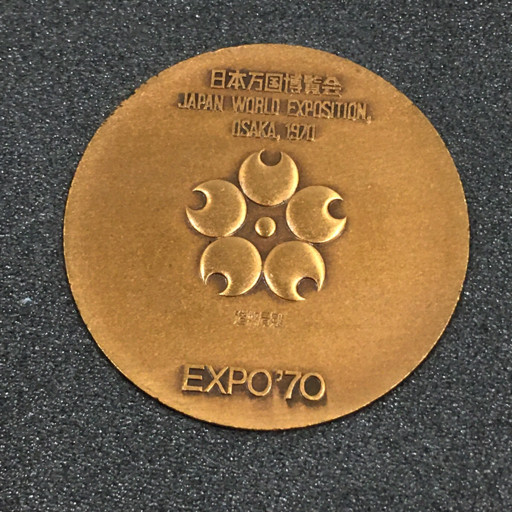 日本万国博覧会
JAPAN WORLD EXPOSITION,
OSAKA, 1970
EXPO'70